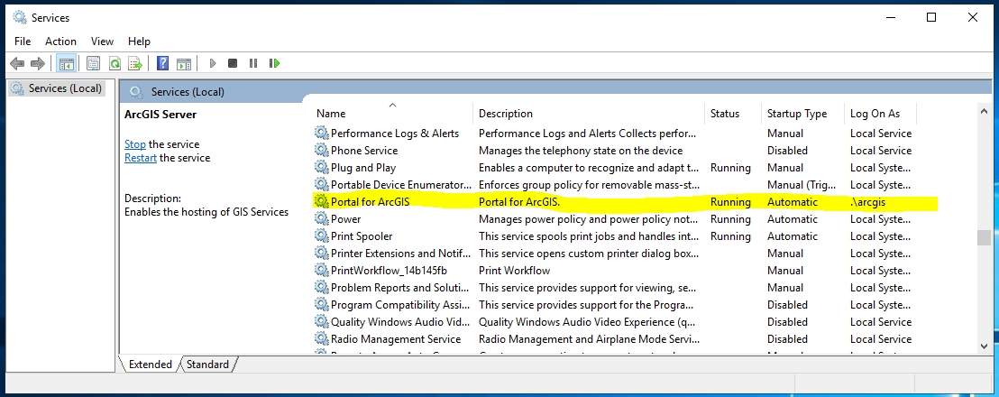 Services
File Action View Help
Services (Local)
Services (Local)
ArcGIS Server
Stop the service
Restart the service
Description:
Enables the hosting of GIS Services
Name Description Status Startup Type Log On As
Performance Logs & Alerts Performance Logs and Alerts Collects perfor... Manual Local Service
Phone Service Manages the telephony state on the device Disabled Local Service
Plug and Play Enables a computer to recognize and adapt t... Running Manual Local Syste...
Portable Device Enumerator... Enforces group policy for removable mass-st... Manual (Trig... Local Syste...
Portal for ArcGIS Portal for ArcGIS. Running Automatic .\arcgis
Power Manages power policy and power policy not... Running Automatic Local Syste...
Print Spooler This service spools print jobs and handles int... Running Automatic Local Syste...
Printer Extensions and Notif... This service opens custom printer dialog box... Manual Local Syste...
PrintWorkflow_14b145fb Print Workflow Manual Local Syste...
Problem Reports and Soluti... This service provides support for viewing, se... Manual Local Syste...
Program Compatibility Assi... This service provides support for the Progra... Disabled Local Syste...
Quality Windows Audio Vid... Quality Windows Audio Video Experience (q... Disabled Local Service
Radio Management Service Radio Management and Airplane Mode Servi... Disabled Local Service
Extended Standard